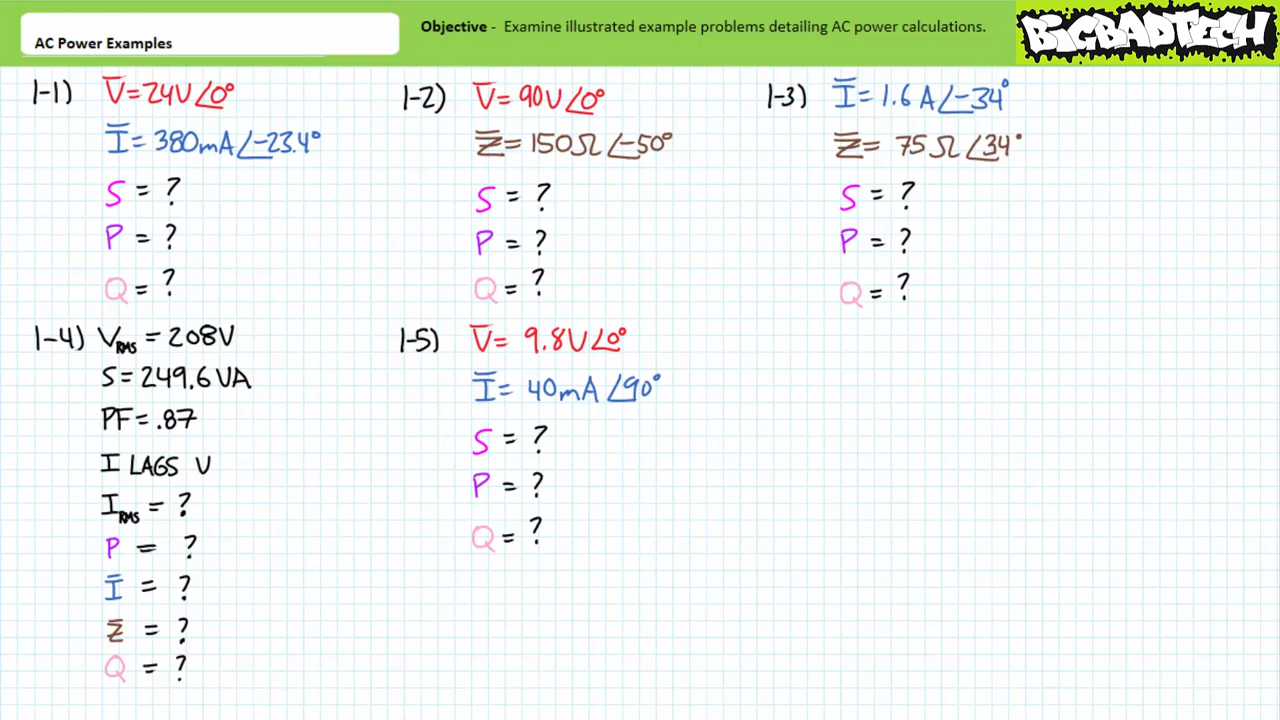 AC Power Examples
Objective - Examine illustrated example problems detailing AC power calculations.
BIGBADTECH
1-1) V̅=24V∠0°
I̅=380mA∠-23.4°
S = ?
P = ?
Q = ?
1-2) V̅=90V∠0°
Z̅=150Ω∠-50°
S = ?
P = ?
Q = ?
1-3) I̅=1.6A∠-34°
Z̅=75Ω∠34°
S = ?
P = ?
Q = ?
1-4) VRMS=208V
S=249.6VA
PF=.87
I LAGS V
IRMS = ?
P = ?
I̅ = ?
Z̅ = ?
Q = ?
1-5) V̅=9.8V∠0°
I̅=40mA∠90°
S = ?
P = ?
Q = ?